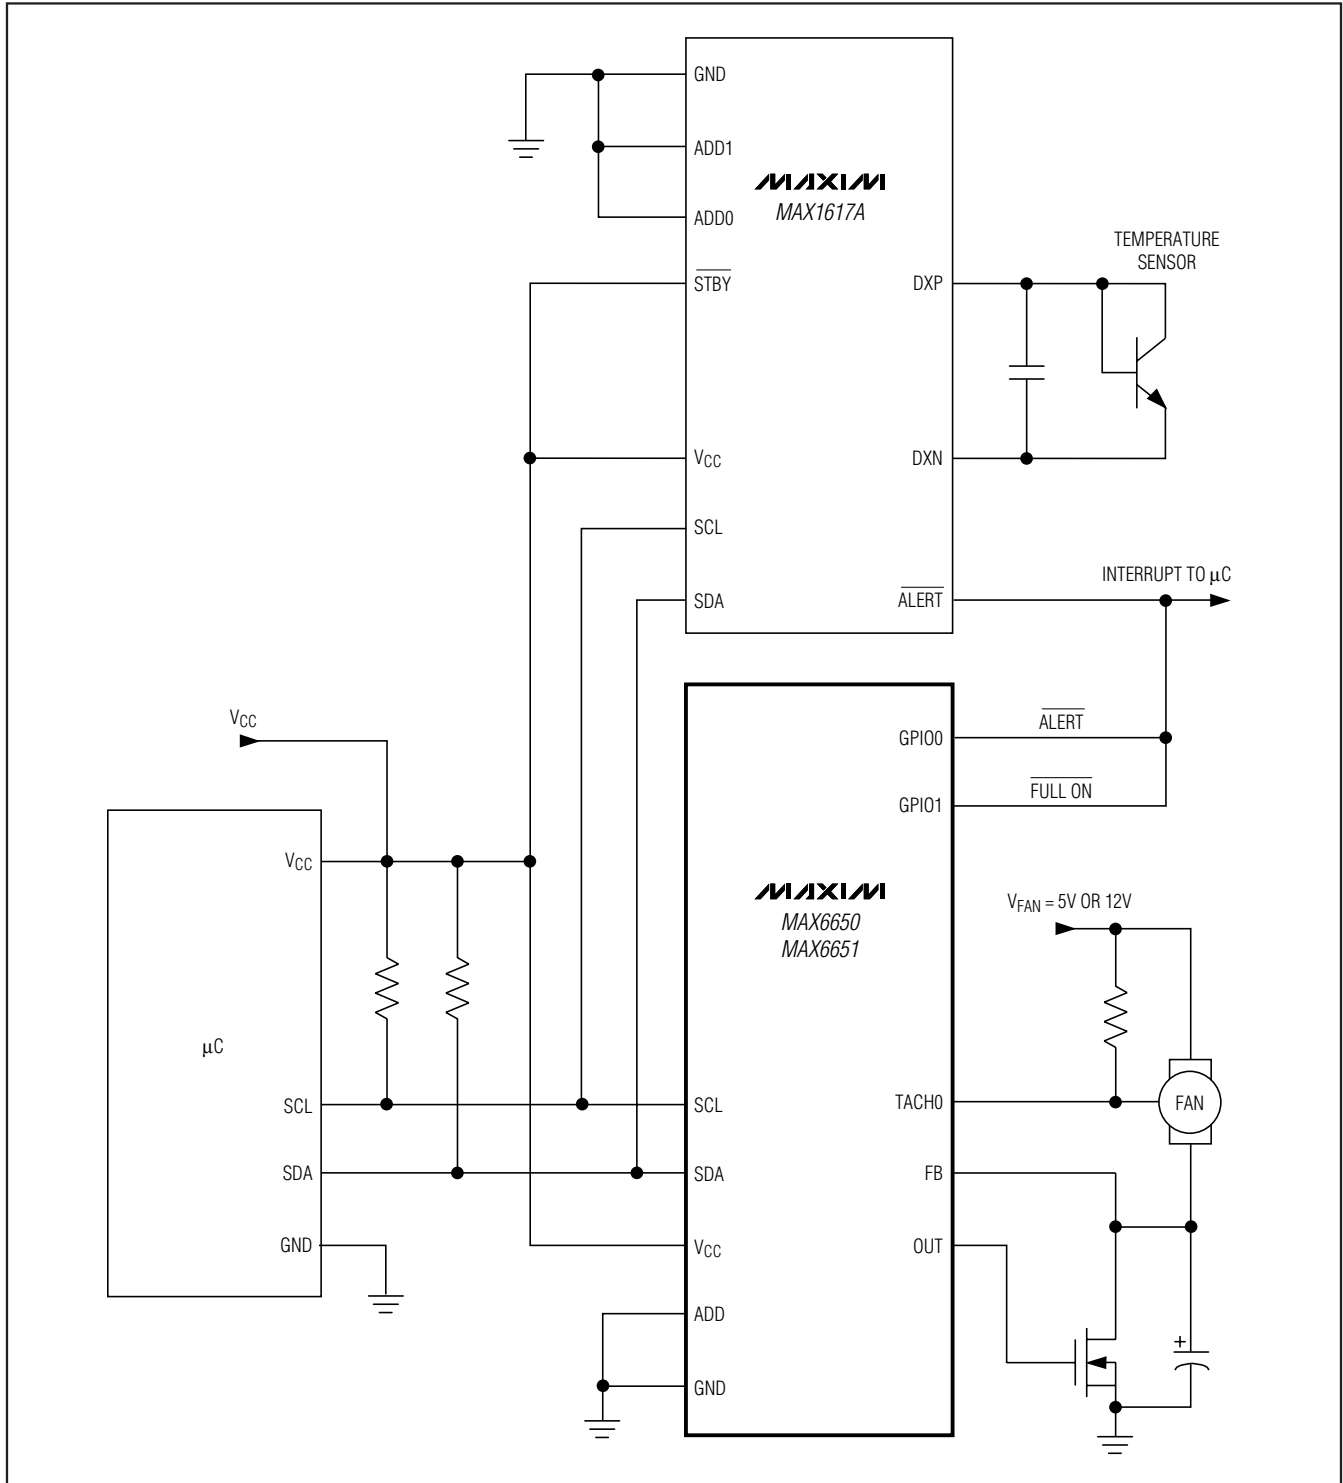 GND
ADD1
MAXIM
MAX1617A
ADD0
TEMPERATURE
SENSOR
STBY
DXP
VCC
DXN
SCL
INTERRUPT TO μC
SDA
ALERT
VCC
ALERT
GPIO0
FULL ON
GPIO1
VCC
MAXIM
MAX6650
MAX6651
VFAN = 5V OR 12V
μC
SCL
SCL
TACH0
FAN
SDA
SDA
FB
GND
VCC
OUT
ADD
+
GND